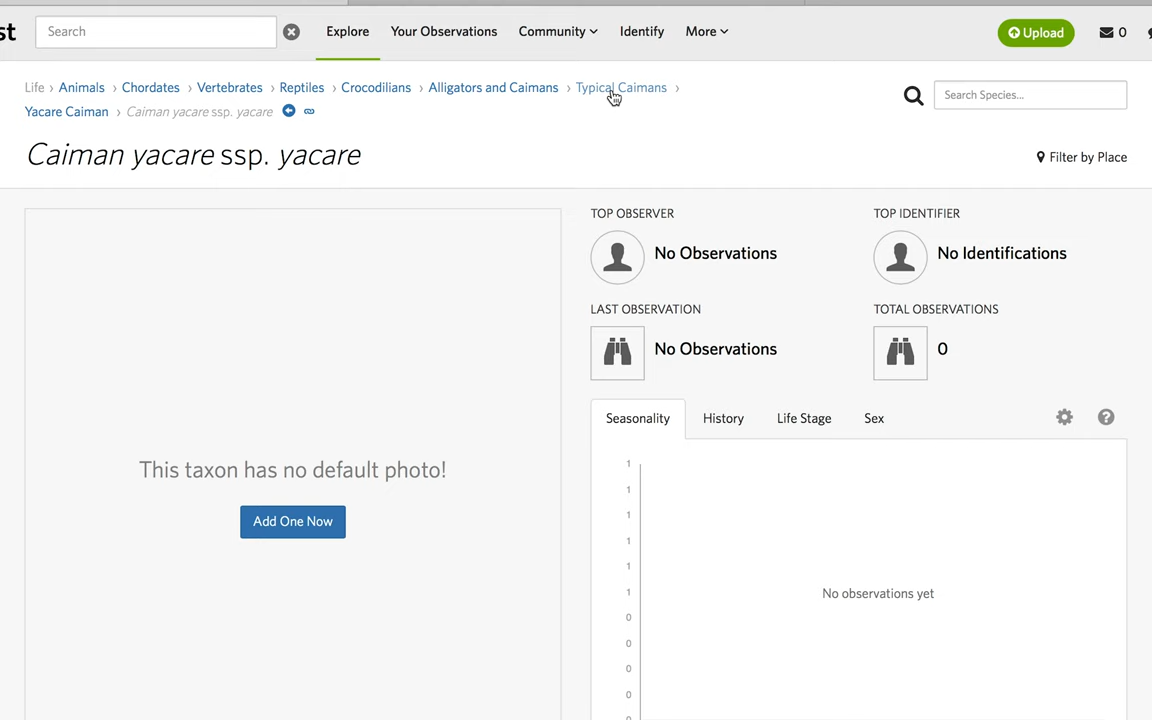 st Search Explore Your Observations Community Identify More Upload 0
Life › Animals › Chordates › Vertebrates › Reptiles › Crocodilians › Alligators and Caimans › Typical Caimans ›
Search Species...
Yacare Caiman › Caiman yacare ssp. yacare
Caiman yacare ssp. yacare
Filter by Place
TOP OBSERVER
No Observations
TOP IDENTIFIER
No Identifications
LAST OBSERVATION
No Observations
TOTAL OBSERVATIONS
0
This taxon has no default photo!
Add One Now
Seasonality History Life Stage Sex
?
1
1
1
1
1
1
0
0
0
0
No observations yet